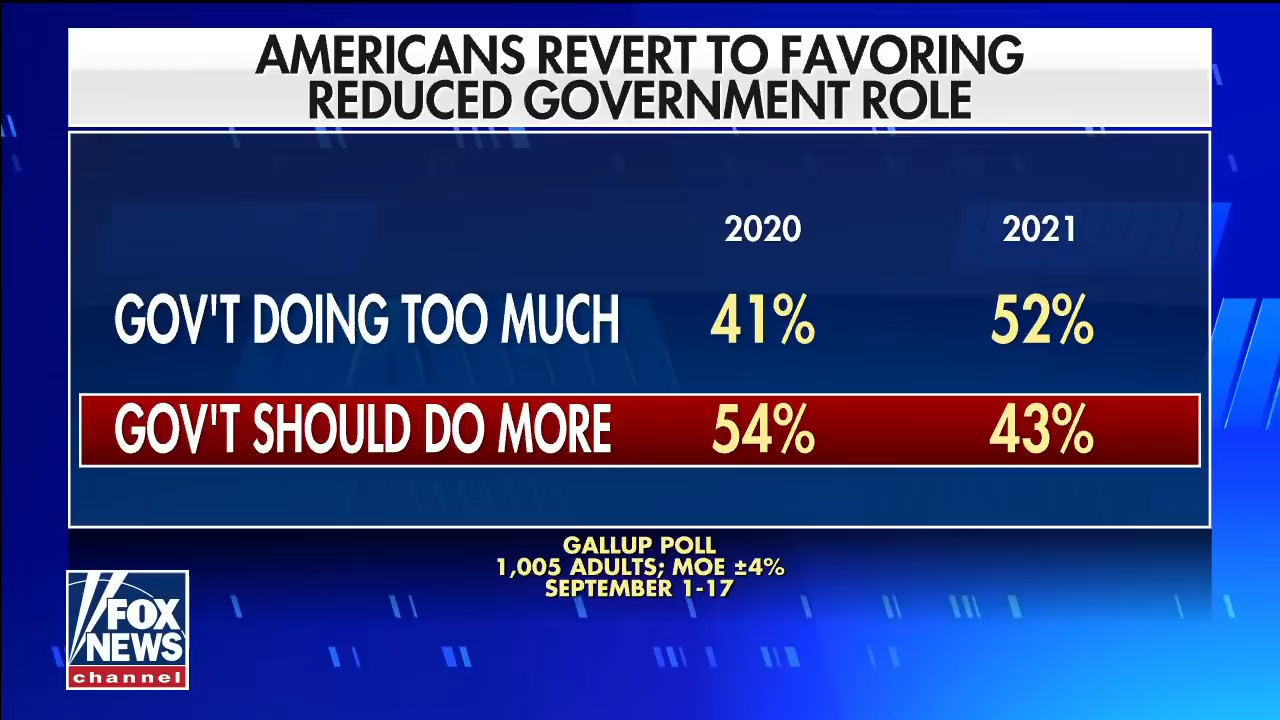 AMERICANS REVERT TO FAVORING
REDUCED GOVERNMENT ROLE
2020 2021
GOV'T DOING TOO MUCH 41% 52%
GOV'T SHOULD DO MORE 54% 43%
GALLUP POLL
1,005 ADULTS; MOE ±4%
SEPTEMBER 1-17
FOX
NEWS
channel